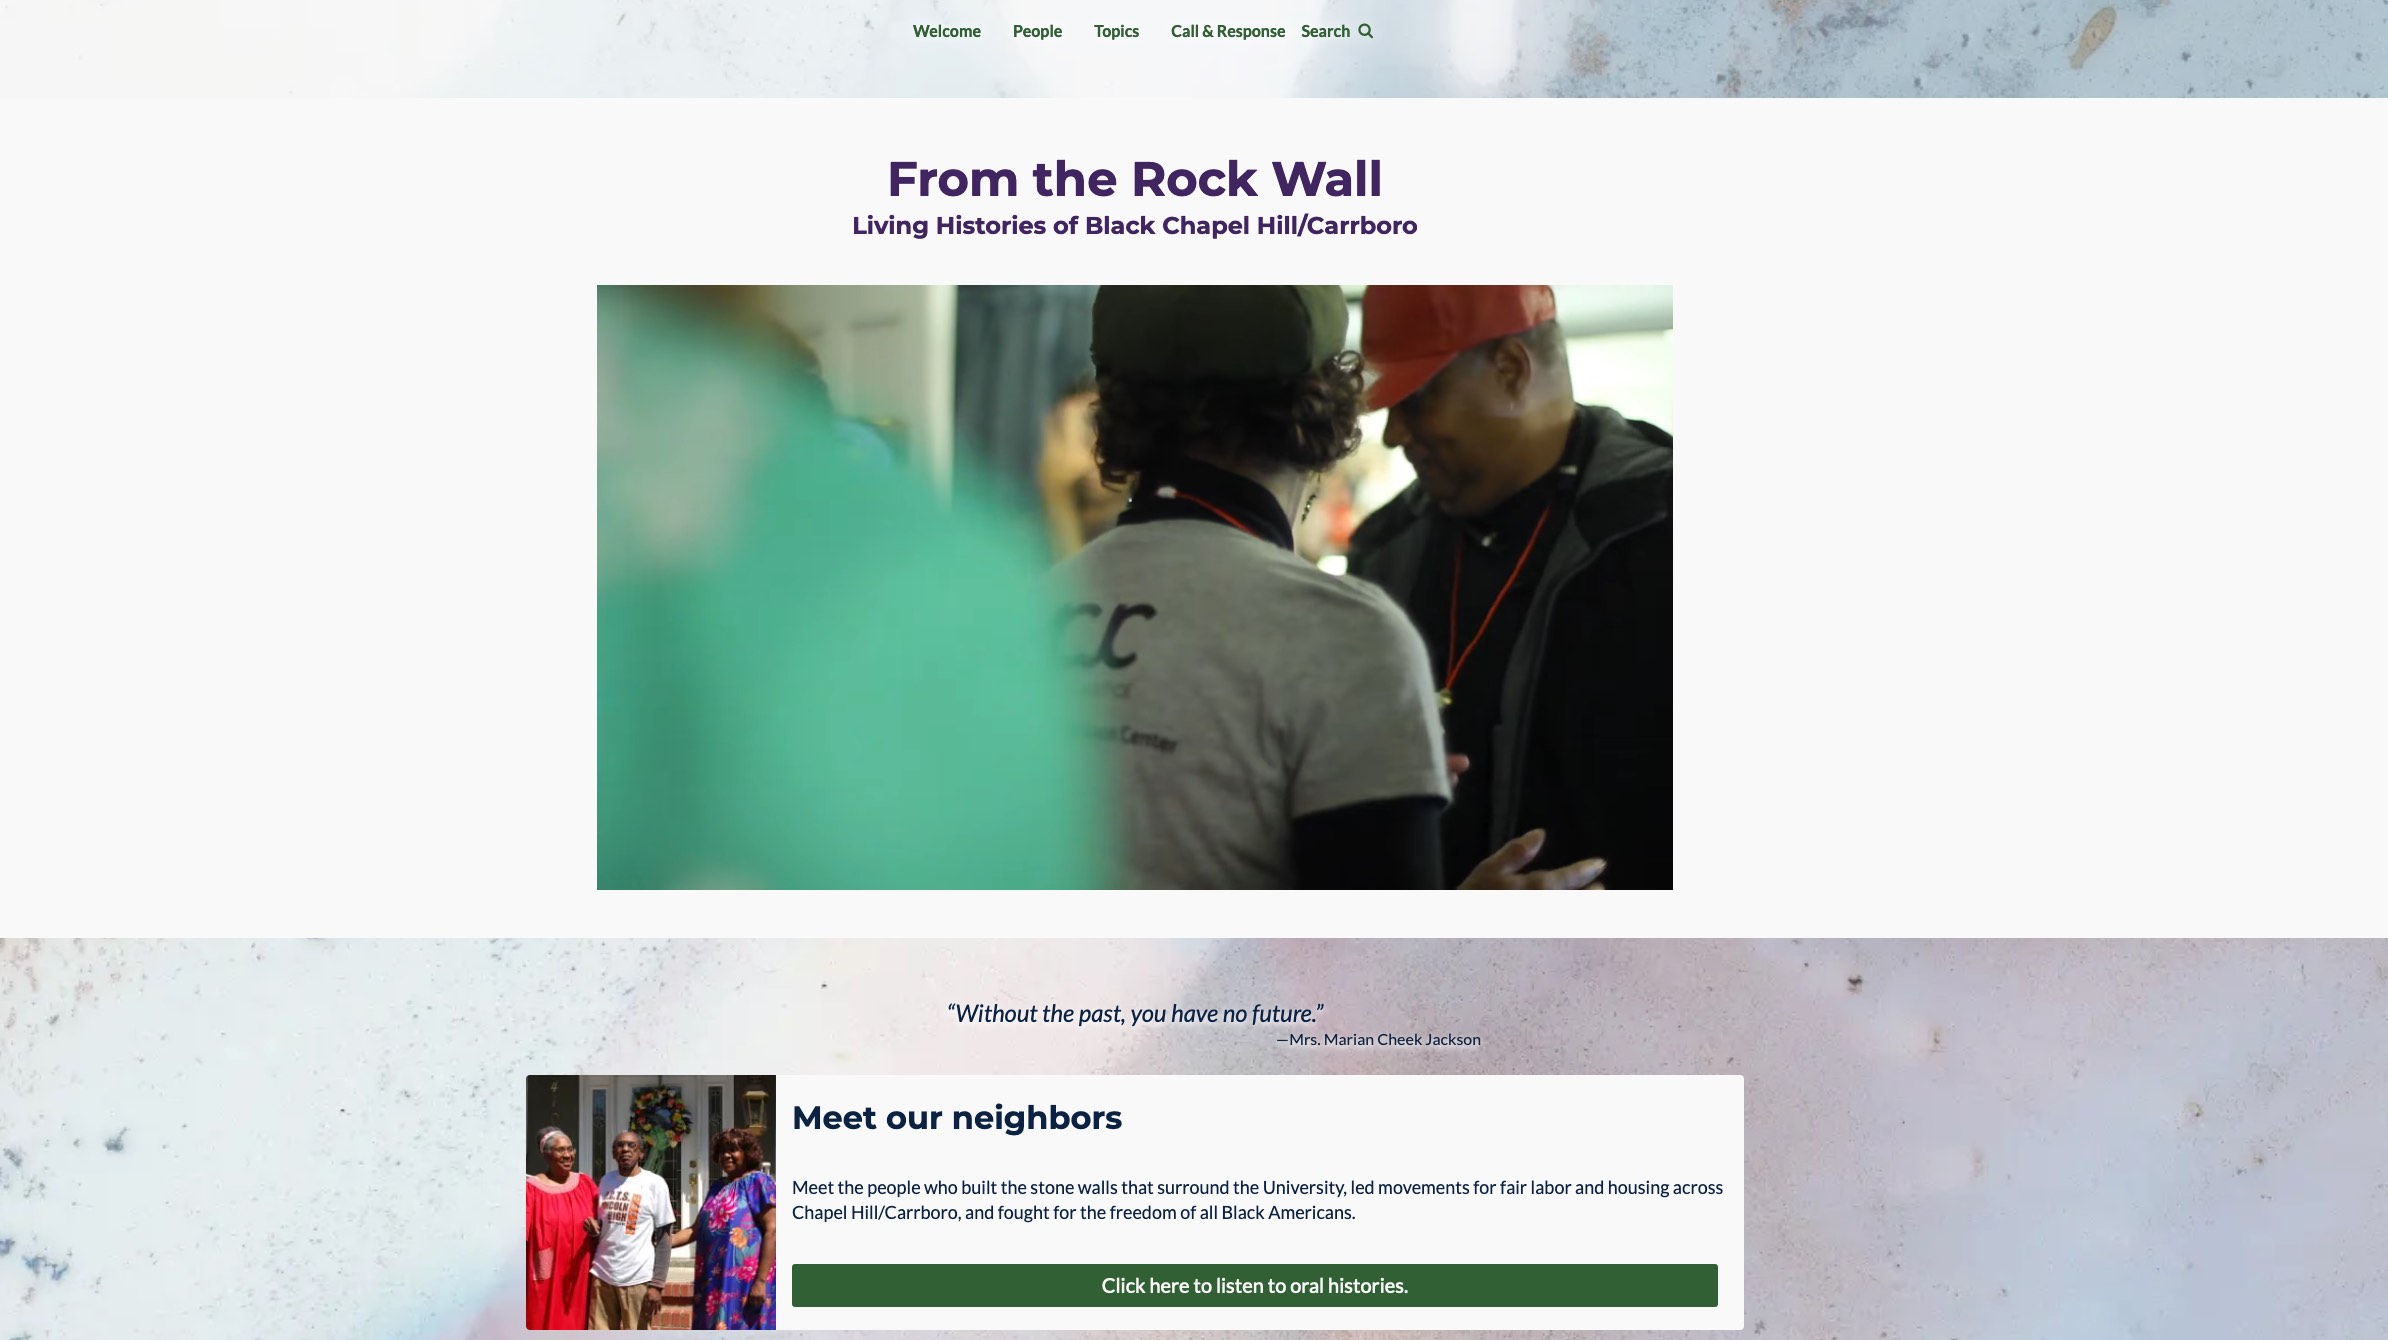 Welcome People Topics Call & Response Search
From the Rock Wall
Living Histories of Black Chapel Hill/Carrboro
cc
Center
“Without the past, you have no future.”
—Mrs. Marian Cheek Jackson
Meet our neighbors
Meet the people who built the stone walls that surround the University, led movements for fair labor and housing across
Chapel Hill/Carrboro, and fought for the freedom of all Black Americans.
Click here to listen to oral histories.